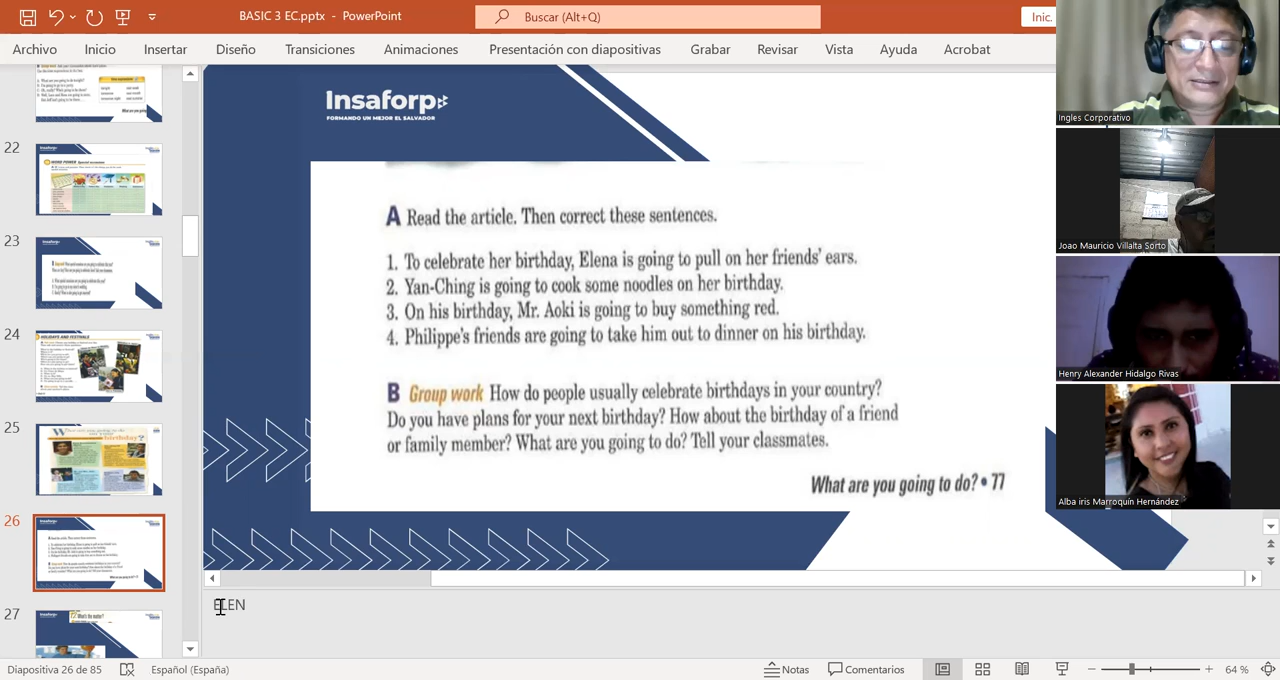 BASIC 3 EC.pptx - PowerPoint
Buscar (Alt+Q)
Inic.
Archivo Inicio Insertar Diseño Transiciones Animaciones Presentación con diapositivas Grabar Revisar Vista Ayuda Acrobat
Ingles Corporativo
Joao Mauricio Villalta Sorto
Henry Alexander Hidalgo Rivas
Alba iris Marroquín Hernández
22
23
24
HOLIDAYS AND FESTIVALS
25
birthday?
26
27
What's the matter?
Insaforp
FORMANDO UN MEJOR EL SALVADOR
A Read the article. Then correct these sentences.
1. To celebrate her birthday, Elena is going to pull on her friends' ears.
2. Yan-Ching is going to cook some noodles on her birthday.
3. On his birthday, Mr. Aoki is going to buy something red.
4. Philippe's friends are going to take him out to dinner on his birthday.
B Group work How do people usually celebrate birthdays in your country?
Do you have plans for your next birthday? How about the birthday of a friend
or family member? What are you going to do? Tell your classmates.
What are you going to do? • 77
ELEN
Diapositiva 26 de 85 Español (España) Notas Comentarios 64 %